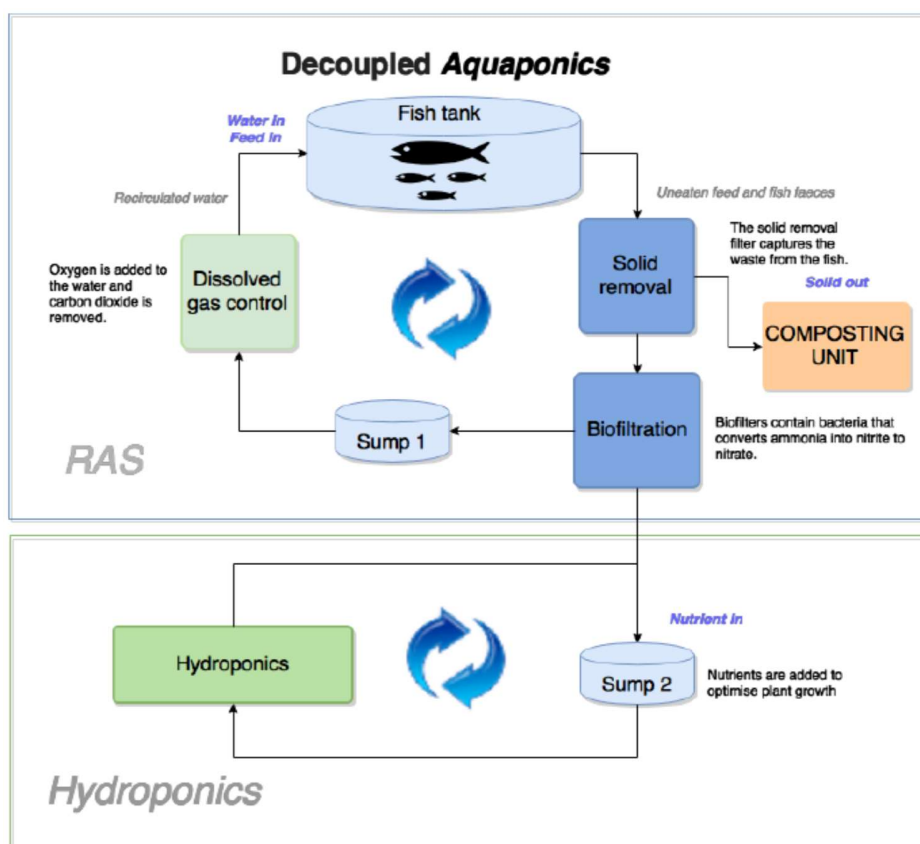 Decoupled Aquaponics
Water in
Feed in
Fish tank
Recirculated water
Uneaten feed and fish faeces
The solid removal
filter captures the
waste from the fish.
Oxygen is added to
the water and
carbon dioxide is
removed.
Dissolved
gas control
Solid
removal
Solid out
COMPOSTING
UNIT
Sump 1
Biofiltration
Biofilters contain bacteria that
converts ammonia into nitrite to
nitrate.
RAS
Nutrient in
Hydroponics
Sump 2
Nutrients are added to
optimise plant growth
Hydroponics